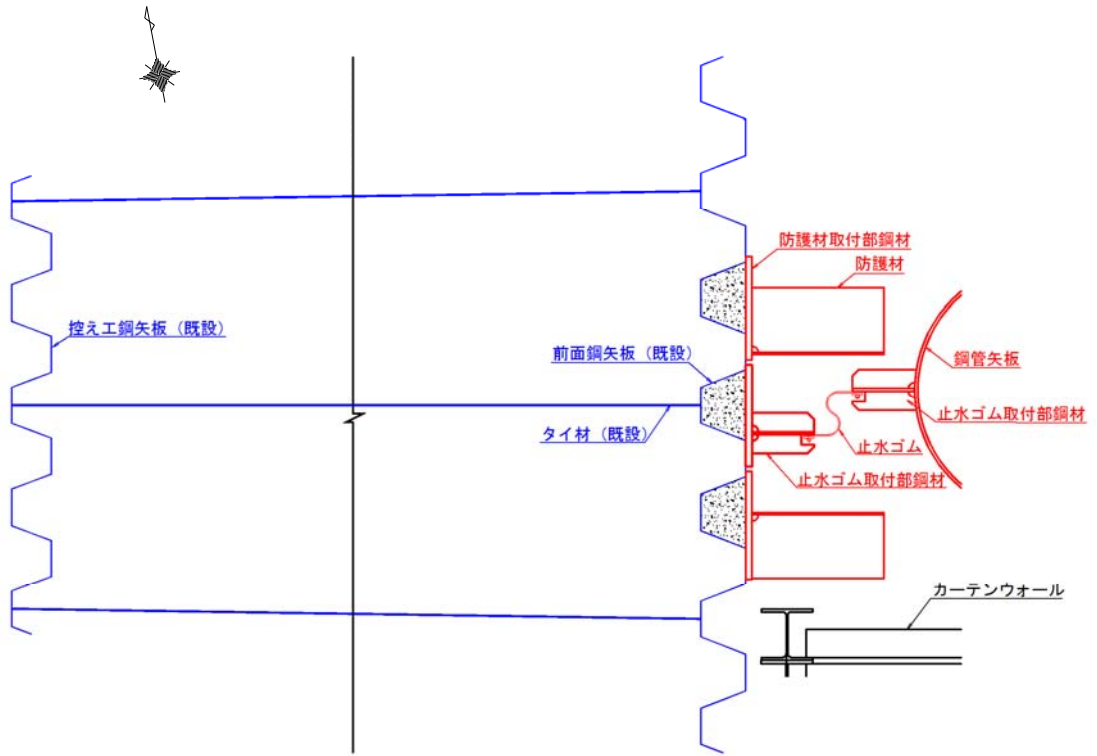 防護材取付部鋼材
防護材
控え工鋼矢板（既設）
前面鋼矢板（既設）
鋼管矢板
止水ゴム取付部鋼材
タイ材（既設）
止水ゴム
止水ゴム取付部鋼材
カーテンウォール